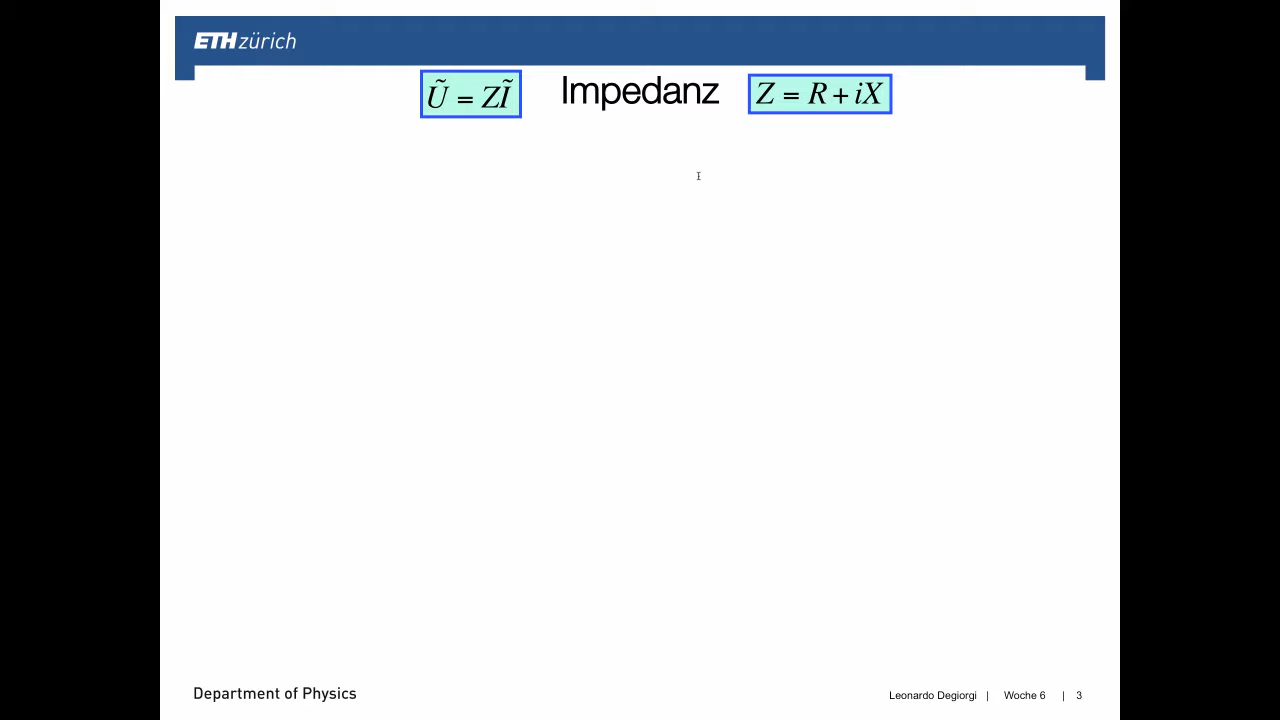 ETH zürich
Ũ = ZĨ Impedanz Z = R + iX
Department of Physics
Leonardo Degiorgi | Woche 6 | 3